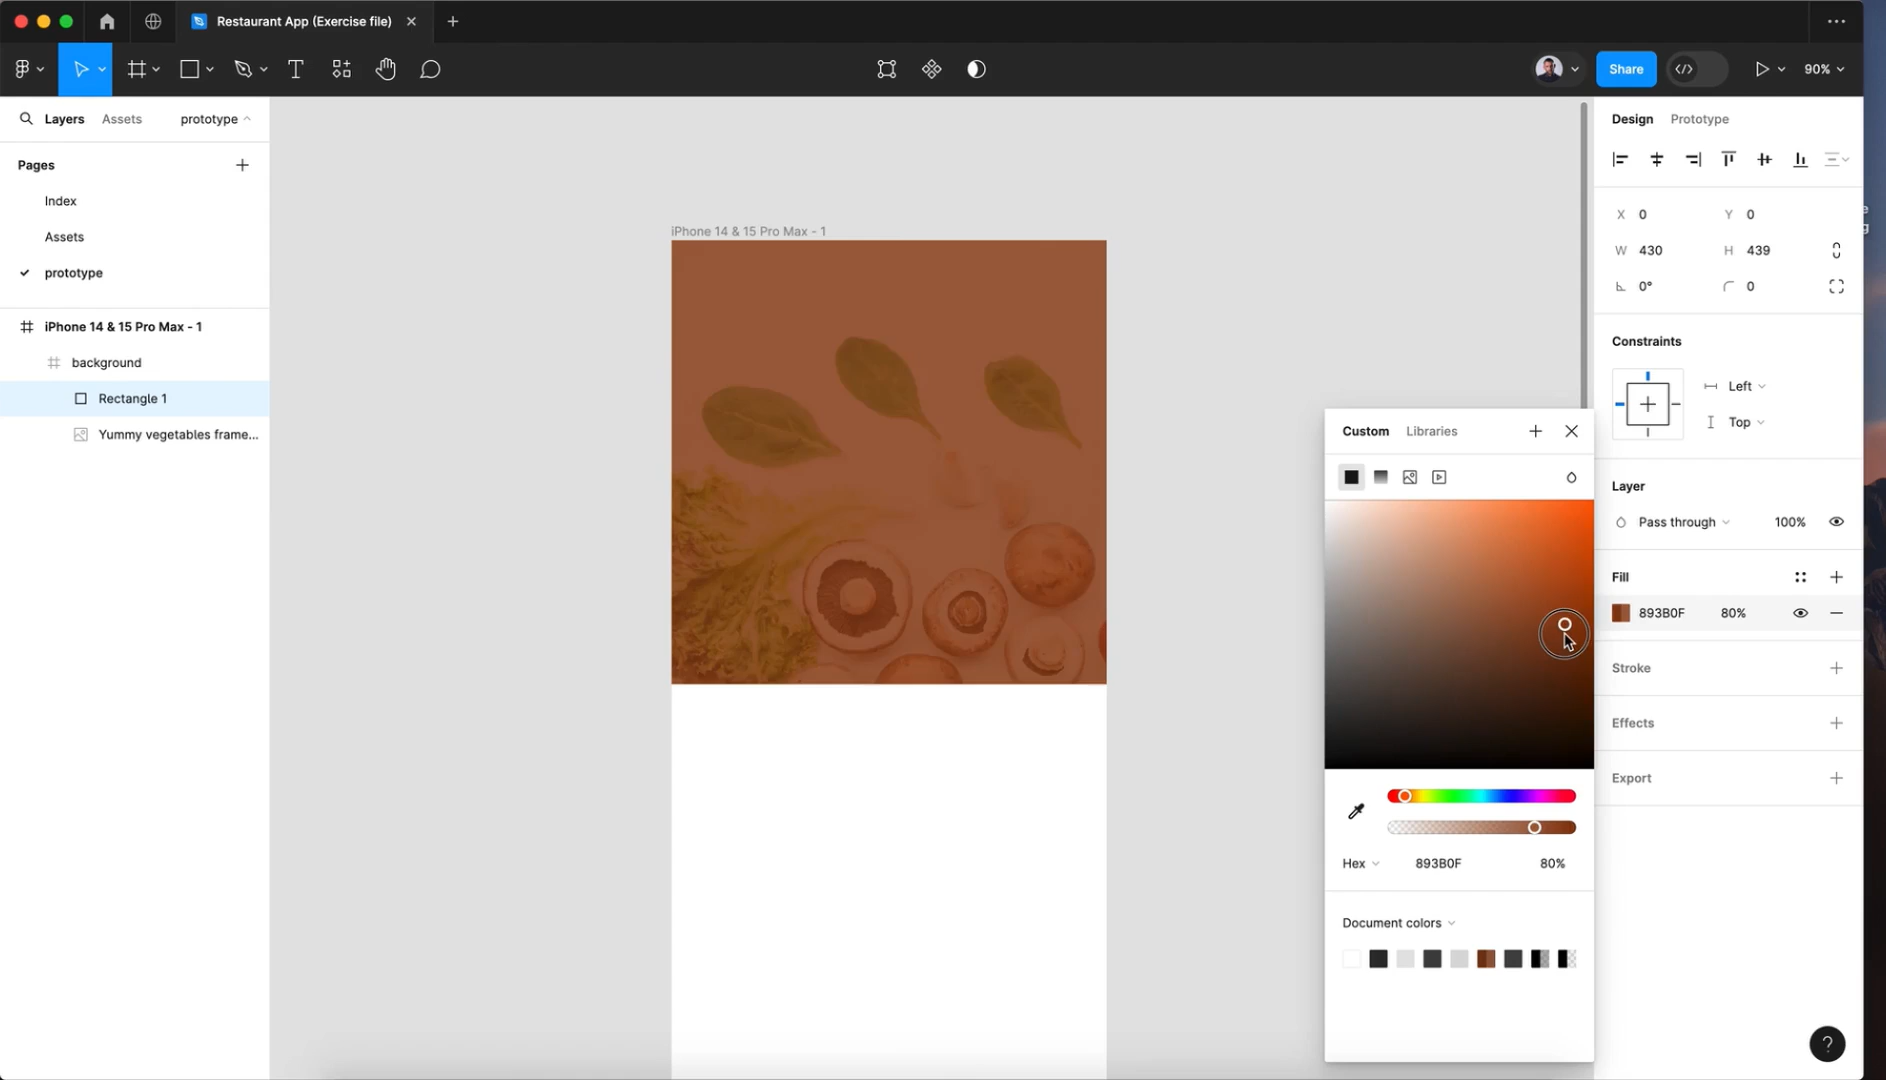 Restaurant App (Exercise file)
Share
90%
Layers
Assets
prototype
Design
Prototype
Pages
Index
Assets
prototype
iPhone 14 & 15 Pro Max - 1
background
Rectangle 1
Yummy vegetables frame...
iPhone 14 & 15 Pro Max - 1
X 0
Y 0
W 430
H 439
0°
0
Constraints
Left
Top
Layer
Pass through
100%
Fill
893B0F
80%
Stroke
Effects
Export
Custom
Libraries
Hex
893B0F
80%
Document colors
?